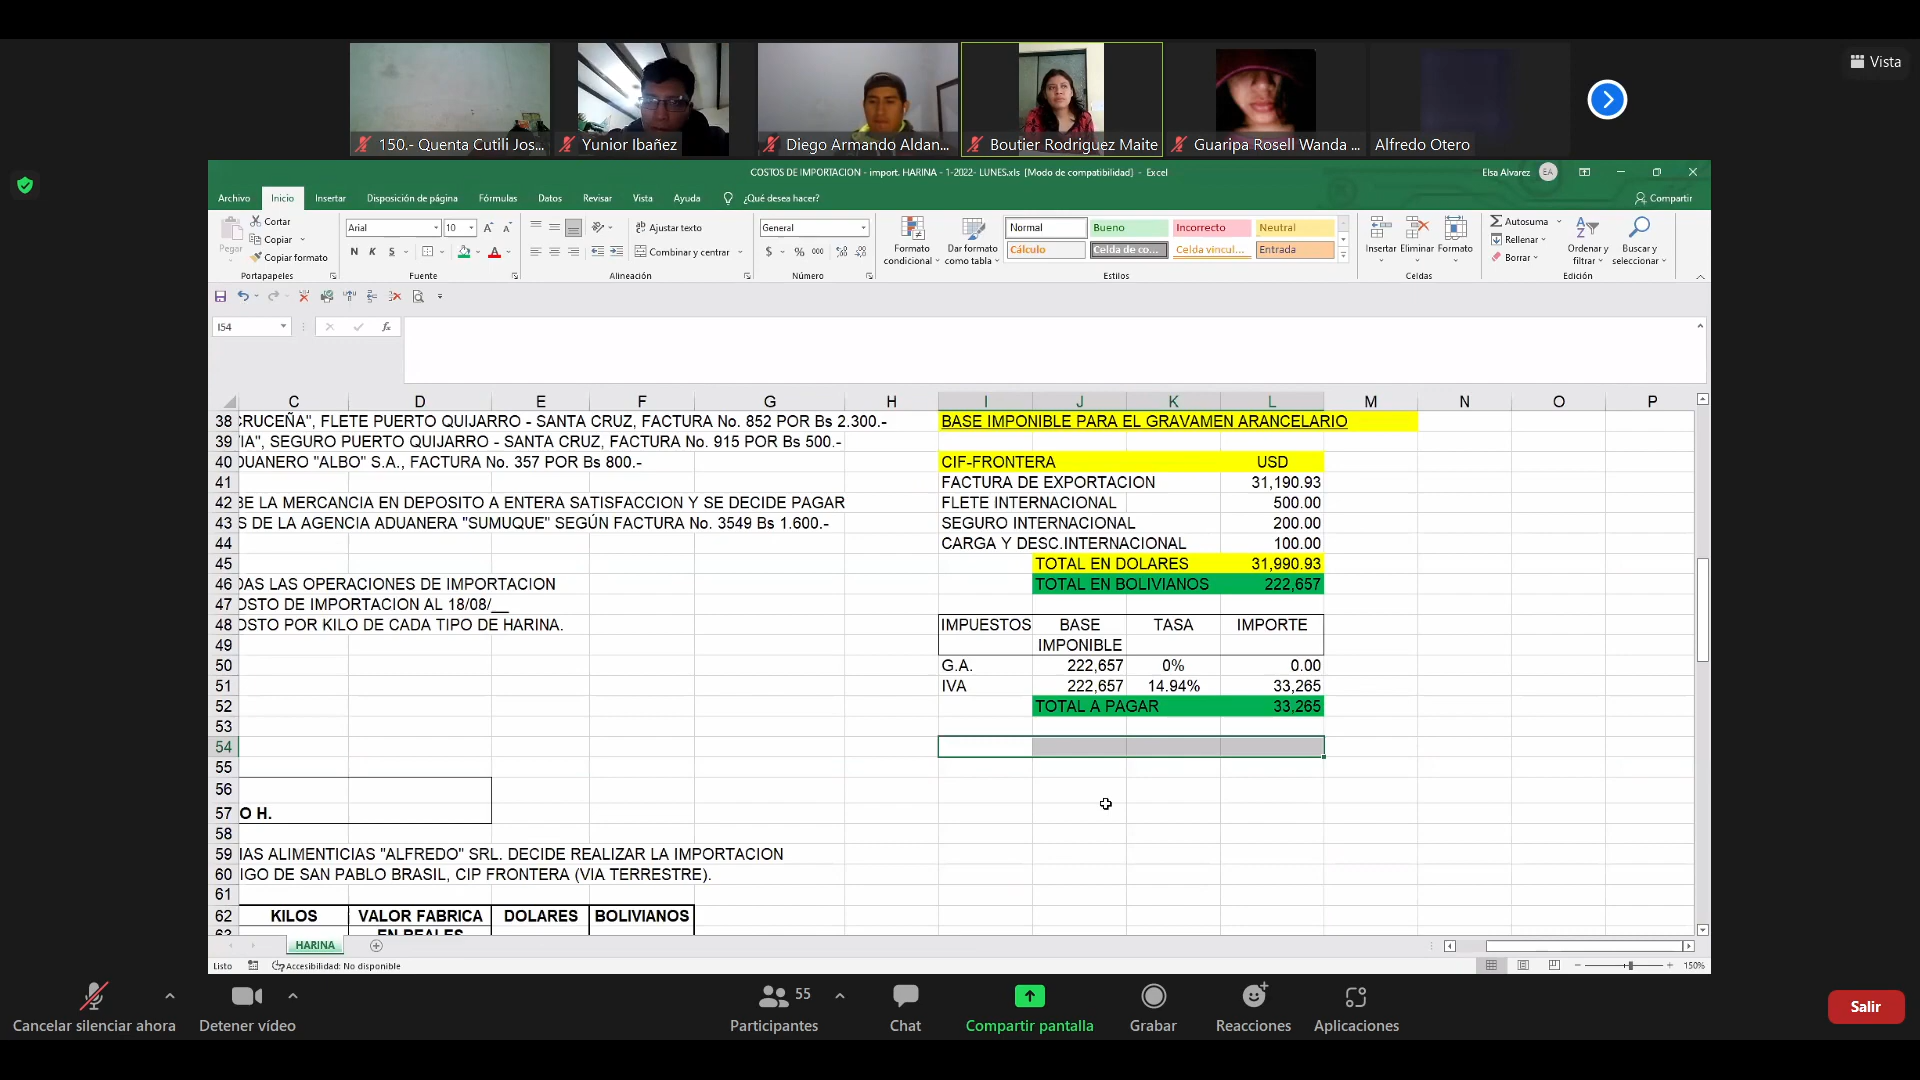 Vista
150.- Quenta Cutili Jos...
Yunior Ibañez
Diego Armando Aldan...
Boutier Rodriguez Maite
Guaripa Rosell Wanda ...
Alfredo Otero
COSTOS DE IMPORTACION - import. HARINA - 1-2022- LUNES.xls [Modo de compatibilidad] - Excel
Elsa Alvarez
EA
Archivo Inicio Insertar Disposición de página Fórmulas Datos Revisar Vista Ayuda ¿Qué desea hacer?
Compartir
Pegar
Cortar
Copiar
Copiar formato
Portapapeles
Arial 10
N K S
Fuente
Ajustar texto
Combinar y centrar
Alineación
General
$ % 000
Número
Formato condicional
Dar formato como tabla
Normal Bueno Incorrecto Neutral
Cálculo Celda de co... Celda vincul... Entrada
Estilos
Insertar Eliminar Formato
Celdas
Autosuma
Rellenar
Borrar
Ordenar y filtrar
Buscar y seleccionar
Edición
I54
fx
C D E F G H I J K L M N O P
38 CRUCEÑA", FLETE PUERTO QUIJARRO - SANTA CRUZ, FACTURA No. 852 POR Bs 2.300.- BASE IMPONIBLE PARA EL GRAVAMEN ARANCELARIO
39 IA", SEGURO PUERTO QUIJARRO - SANTA CRUZ, FACTURA No. 915 POR Bs 500.-
40 DUANERO "ALBO" S.A., FACTURA No. 357 POR Bs 800.- CIF-FRONTERA USD
41 FACTURA DE EXPORTACION 31,190.93
42 BE LA MERCANCIA EN DEPOSITO A ENTERA SATISFACCION Y SE DECIDE PAGAR FLETE INTERNACIONAL 500.00
43 S DE LA AGENCIA ADUANERA "SUMUQUE" SEGÚN FACTURA No. 3549 Bs 1.600.- SEGURO INTERNACIONAL 200.00
44 CARGA Y DESC.INTERNACIONAL 100.00
45 TOTAL EN DOLARES 31,990.93
46 DAS LAS OPERACIONES DE IMPORTACION TOTAL EN BOLIVIANOS 222,657
47 OSTO DE IMPORTACION AL 18/08/__
48 OSTO POR KILO DE CADA TIPO DE HARINA. IMPUESTOS BASE TASA IMPORTE
49 IMPONIBLE
50 G.A. 222,657 0% 0.00
51 IVA 222,657 14.94% 33,265
52 TOTAL A PAGAR 33,265
53
54
55
56
57 O H.
58
59 IAS ALIMENTICIAS "ALFREDO" SRL. DECIDE REALIZAR LA IMPORTACION
60 IGO DE SAN PABLO BRASIL, CIP FRONTERA (VIA TERRESTRE).
61
62 KILOS VALOR FABRICA DOLARES BOLIVIANOS
63 EN REALES
HARINA
Listo Accesibilidad: No disponible
150%
Cancelar silenciar ahora
Detener vídeo
55
Participantes
Chat
Compartir pantalla
Grabar
Reacciones
Aplicaciones
Salir